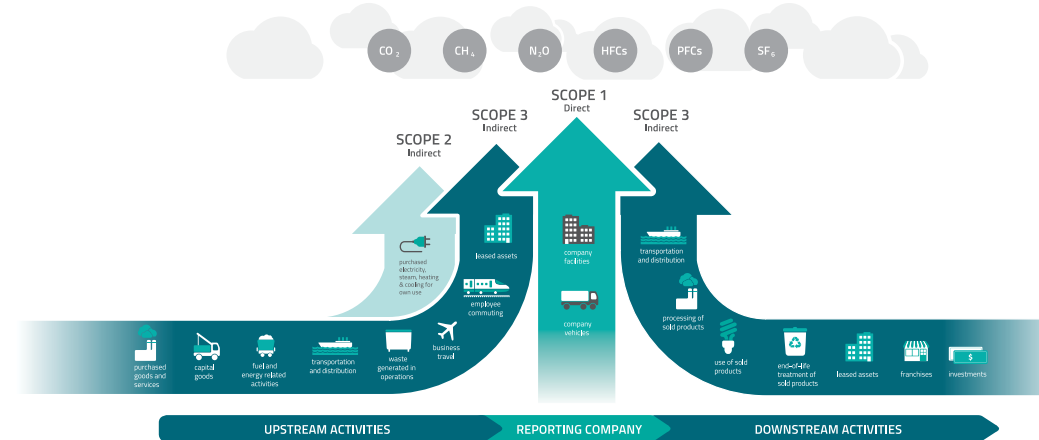 CO₂
CH₄
N₂O
HFCs
PFCs
SF₆
SCOPE 1
Direct
SCOPE 3
Indirect
SCOPE 3
Indirect
SCOPE 2
Indirect
purchased
electricity,
steam, heating
& cooling for
own use
leased assets
employee
commuting
business
travel
waste
generated in
operations
transportation
and distribution
fuel and
energy related
activities
capital
goods
purchased
goods and
services
company
facilities
company
vehicles
transportation
and distribution
processing of
sold products
use of sold
products
end-of-life
treatment of
sold products
leased assets
franchises
investments
UPSTREAM ACTIVITIES
REPORTING COMPANY
DOWNSTREAM ACTIVITIES